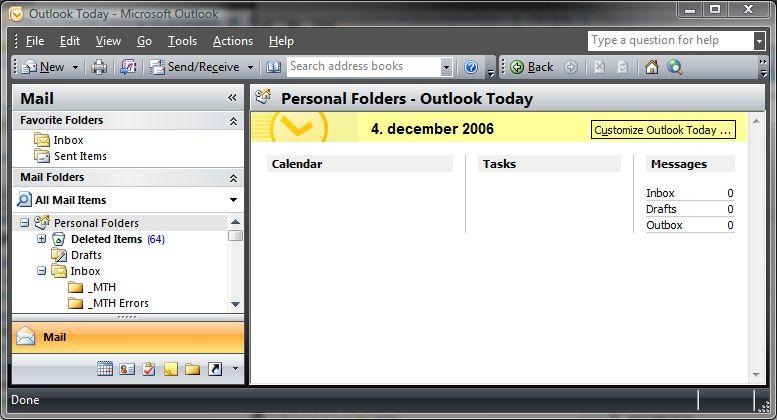 Outlook Today - Microsoft Outlook
File Edit View Go Tools Actions Help Type a question for help
New Send/Receive Search address books Back
Mail
Favorite Folders
Inbox
Sent Items
Mail Folders
All Mail Items
Personal Folders
Deleted Items (64)
Drafts
Inbox
_MTH
_MTH Errors
Mail
Personal Folders - Outlook Today
4. december 2006 Customize Outlook Today ...
Calendar Tasks Messages
Inbox 0
Drafts 0
Outbox 0
Done